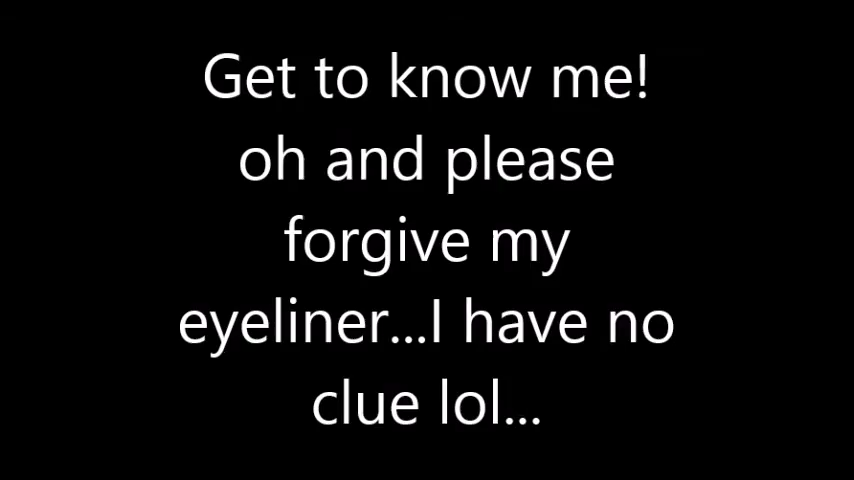 Get to know me!
oh and please
forgive my
eyeliner...I have no
clue lol...